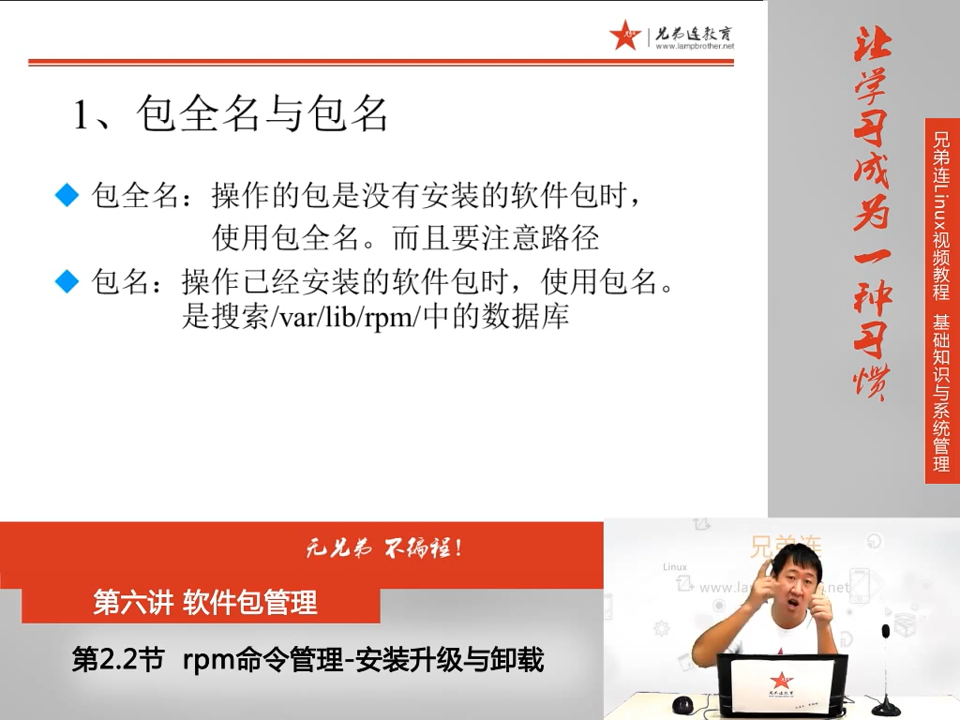 兄弟连教育
www.lampbrother.net
1、包全名与包名
包全名：操作的包是没有安装的软件包时，
使用包全名。而且要注意路径
包名：操作已经安装的软件包时，使用包名。
是搜索/var/lib/rpm/中的数据库
让学习成为一种习惯
兄弟连Linux视频教程 基础知识与系统管理
无兄弟 不编程！
第六讲 软件包管理
第2.2节 rpm命令管理-安装升级与卸载
兄弟连
Linux
兄弟连教育